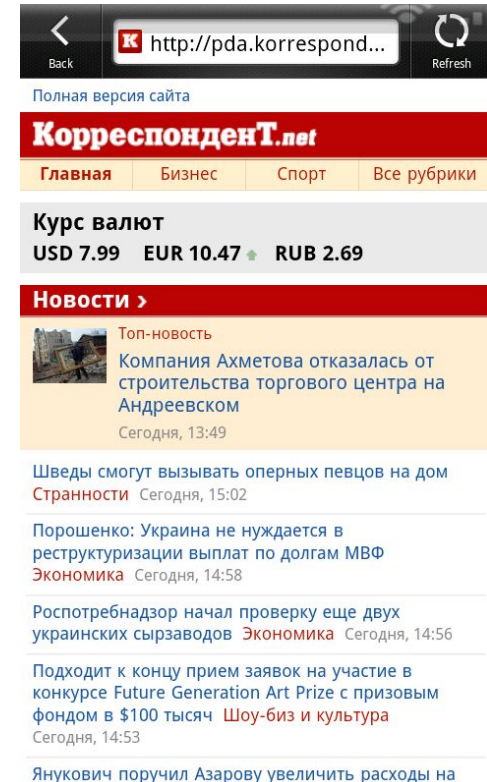 Back
http://pda.korrespond...
Refresh
Полная версия сайта
КорреспонденТ.net
Главная Бизнес Спорт Все рубрики
Курс валют
USD 7.99 EUR 10.47 RUB 2.69
Новости ›
Топ-новость
Компания Ахметова отказалась от
строительства торгового центра на
Андреевском
Сегодня, 13:49
Шведы смогут вызывать оперных певцов на дом
Странности Сегодня, 15:02
Порошенко: Украина не нуждается в
реструктуризации выплат по долгам МВФ
Экономика Сегодня, 14:58
Роспотребнадзор начал проверку еще двух
украинских сырзаводов Экономика Сегодня, 14:56
Подходит к концу прием заявок на участие в
конкурсе Future Generation Art Prize с призовым
фондом в $100 тысяч Шоу-биз и культура
Сегодня, 14:53
Янукович поручил Азарову увеличить расходы на